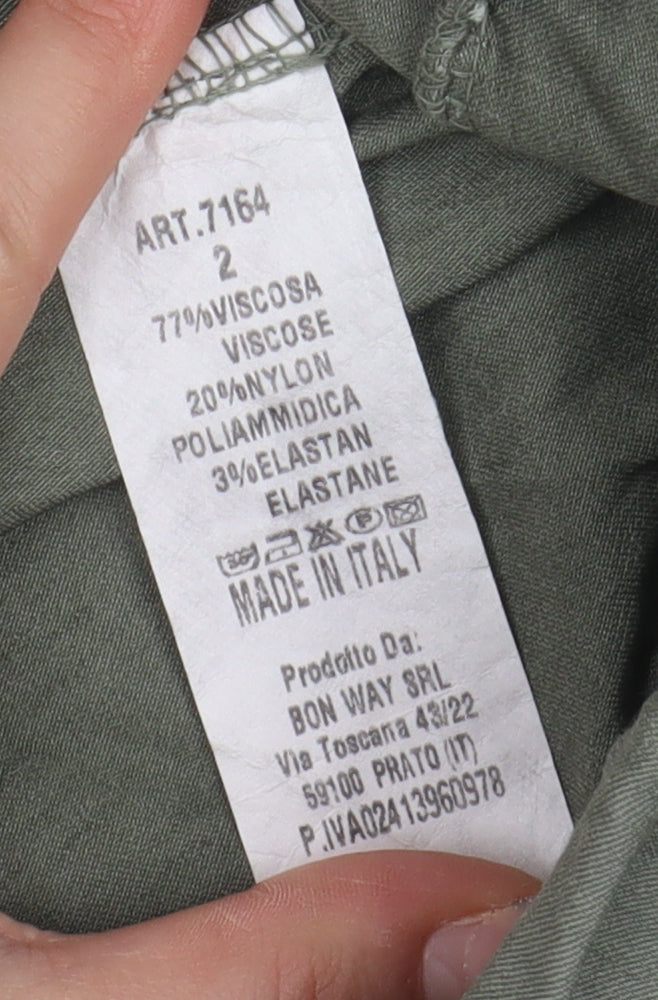 ART.7164
2
77%VISCOSA
VISCOSE
20%NYLON
POLIAMMIDICA
3%ELASTAN
ELASTANE
MADE IN ITALY
Prodotto Da:
BON WAY SRL
Via Toscana 43/22
59100 PRATO (IT)
P.IVA02413960978